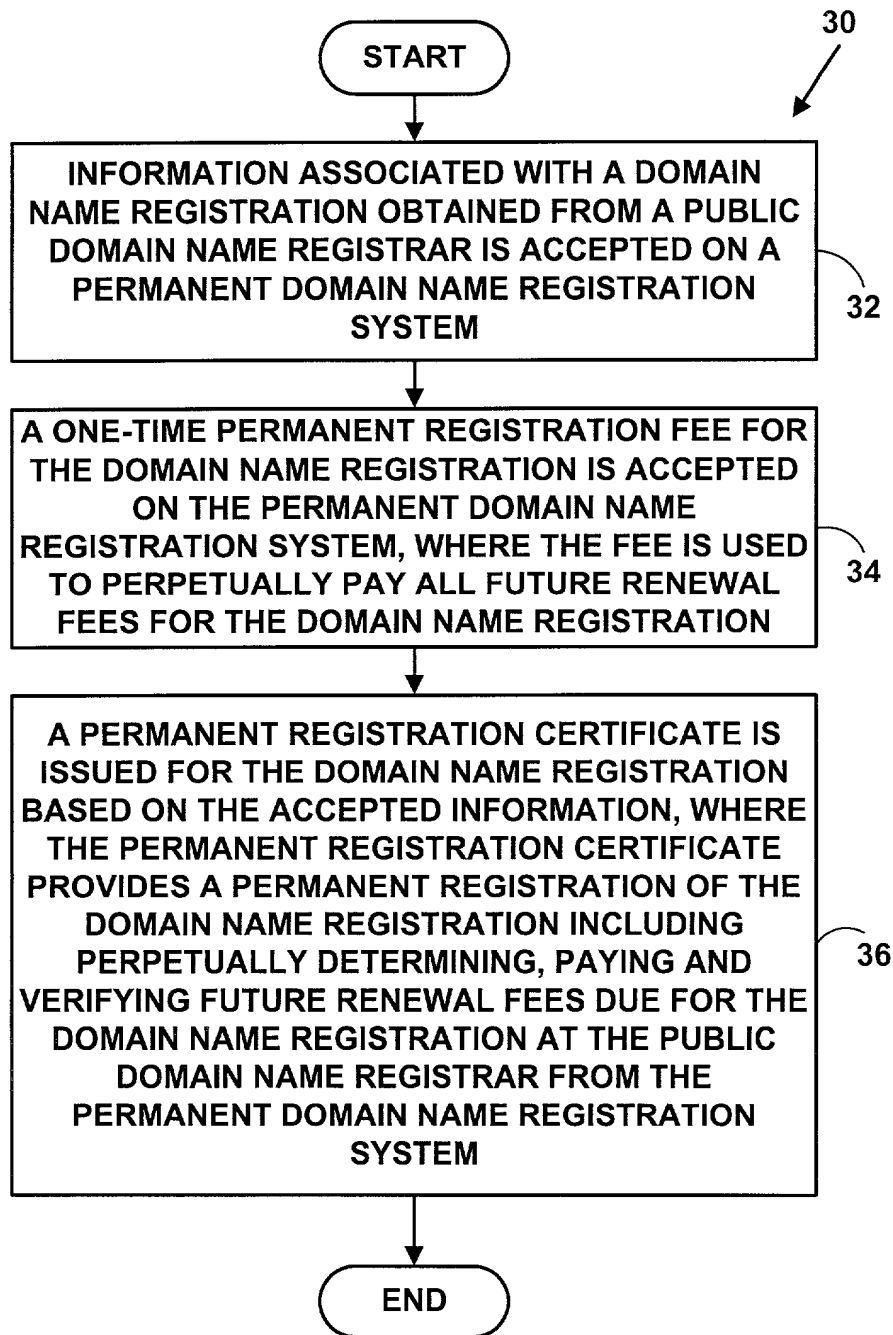 START
30
INFORMATION ASSOCIATED WITH A DOMAIN
NAME REGISTRATION OBTAINED FROM A PUBLIC
DOMAIN NAME REGISTRAR IS ACCEPTED ON A
PERMANENT DOMAIN NAME REGISTRATION
SYSTEM
32
A ONE-TIME PERMANENT REGISTRATION FEE FOR
THE DOMAIN NAME REGISTRATION IS ACCEPTED
ON THE PERMANENT DOMAIN NAME
REGISTRATION SYSTEM, WHERE THE FEE IS USED
TO PERPETUALLY PAY ALL FUTURE RENEWAL
FEES FOR THE DOMAIN NAME REGISTRATION
34
A PERMANENT REGISTRATION CERTIFICATE IS
ISSUED FOR THE DOMAIN NAME REGISTRATION
BASED ON THE ACCEPTED INFORMATION, WHERE
THE PERMANENT REGISTRATION CERTIFICATE
PROVIDES A PERMANENT REGISTRATION OF THE
DOMAIN NAME REGISTRATION INCLUDING
PERPETUALLY DETERMINING, PAYING AND
VERIFYING FUTURE RENEWAL FEES DUE FOR THE
DOMAIN NAME REGISTRATION AT THE PUBLIC
DOMAIN NAME REGISTRAR FROM THE
PERMANENT DOMAIN NAME REGISTRATION
SYSTEM
36
END